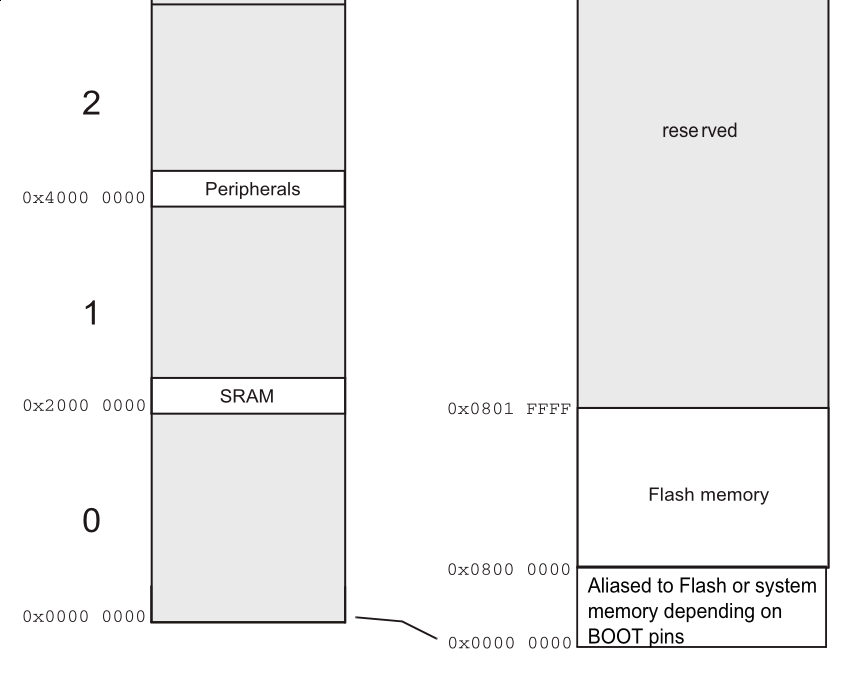 2
Peripherals
0x4000 0000
1
SRAM
0x2000 0000
0
0x0000 0000
reserved
0x0801 FFFF
Flash memory
0x0800 0000
Aliased to Flash or system
memory depending on
BOOT pins
0x0000 0000